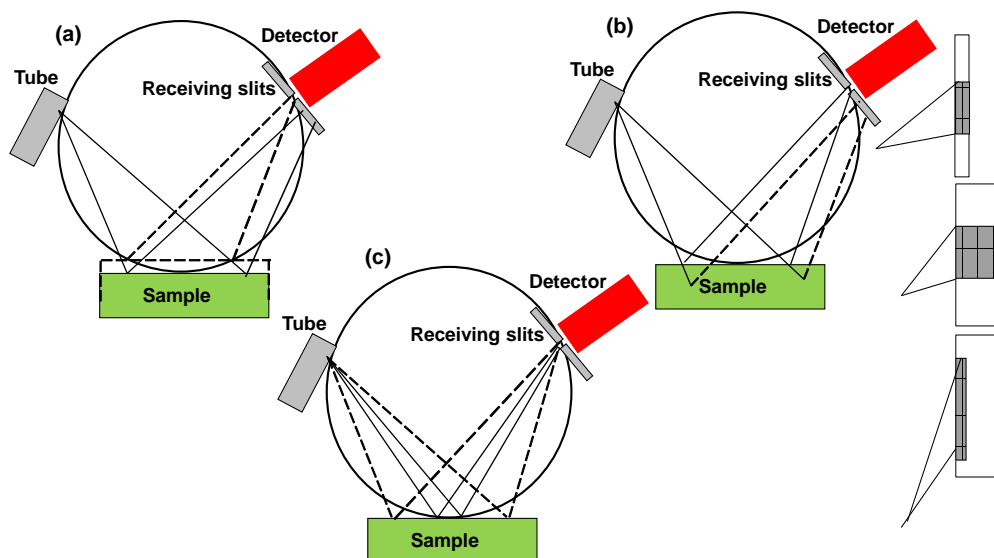 (a)
Detector
Tube
Receiving slits
Sample
(b)
Detector
Tube
Receiving slits
Sample
(c)
Detector
Tube
Receiving slits
Sample